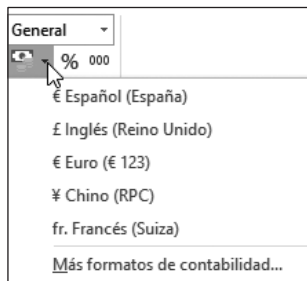 General
% 000
€ Español (España)
£ Inglés (Reino Unido)
€ Euro (€ 123)
¥ Chino (RPC)
fr. Francés (Suiza)
Más formatos de contabilidad...